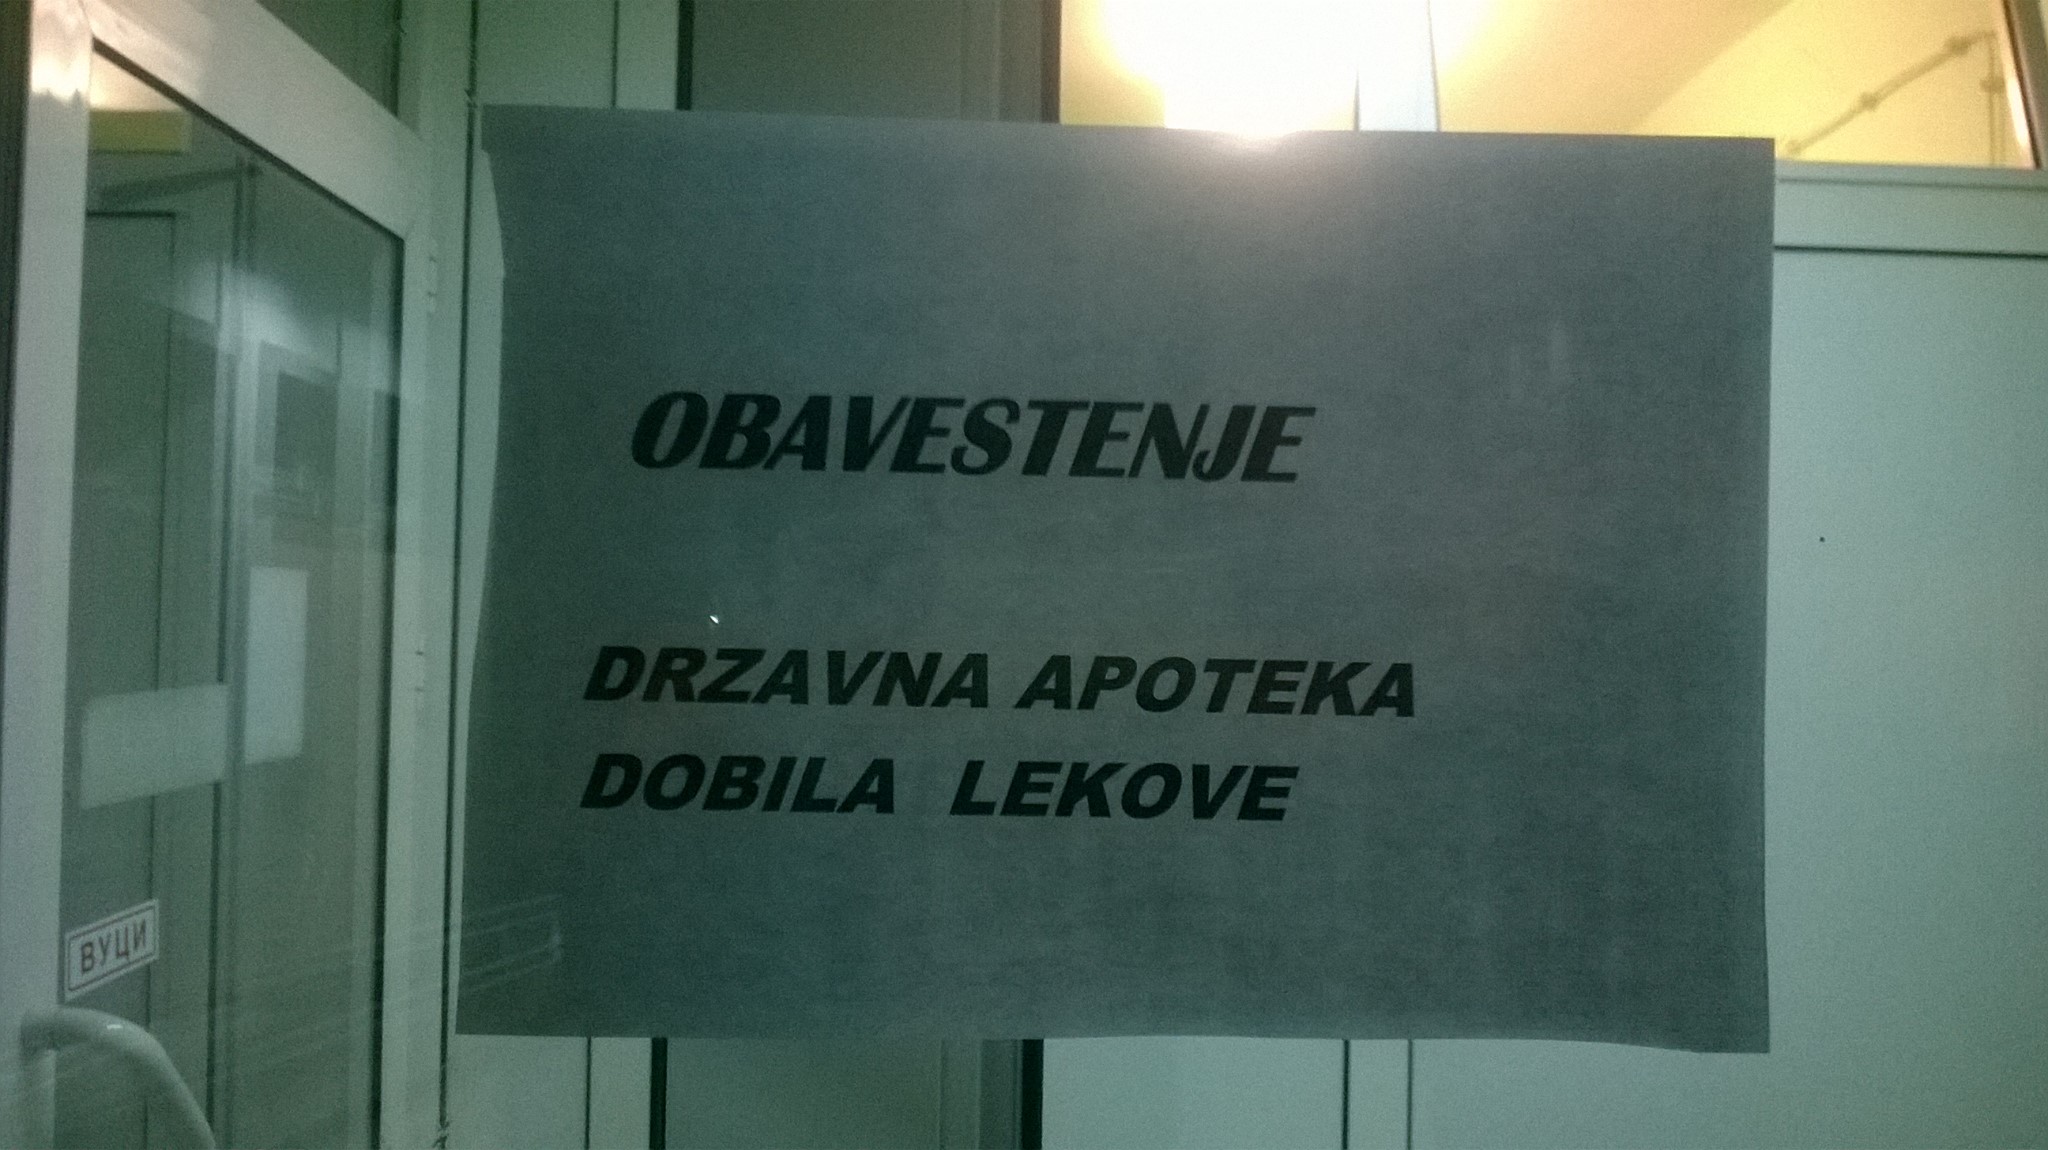 OBAVESTENJE
DRZAVNA APOTEKA
DOBILA LEKOVE
ВУЦИ